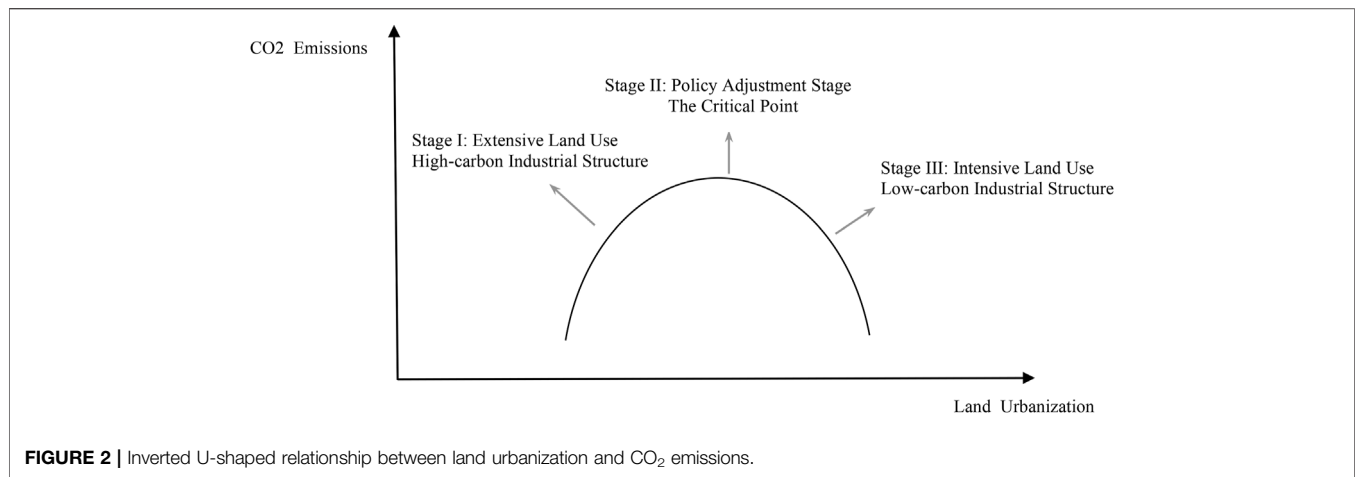 CO2 Emissions
Stage II: Policy Adjustment Stage
The Critical Point
Stage I: Extensive Land Use
High-carbon Industrial Structure
Stage III: Intensive Land Use
Low-carbon Industrial Structure
Land Urbanization
FIGURE 2 | Inverted U-shaped relationship between land urbanization and CO₂ emissions.